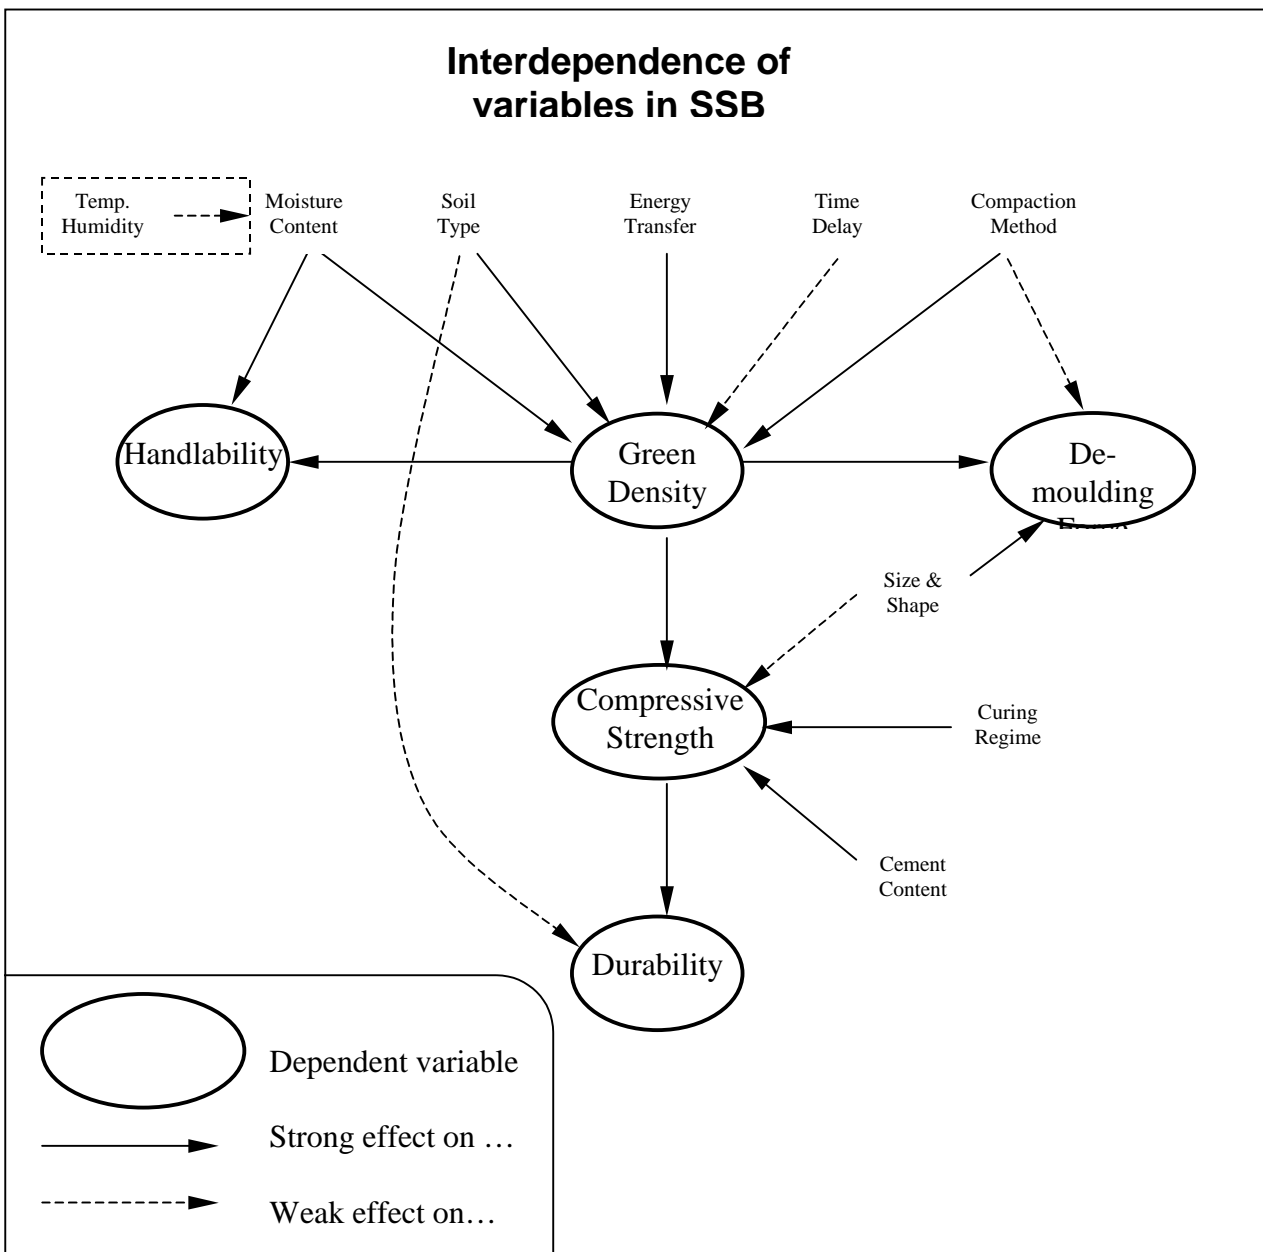 Interdependence of
variables in SSB
Temp.
Humidity
Moisture
Content
Soil
Type
Energy
Transfer
Time
Delay
Compaction
Method
Handlability
Green
Density
De-
moulding
Size &
Shape
Compressive
Strength
Curing
Regime
Cement
Content
Durability
Dependent variable
Strong effect on …
Weak effect on…